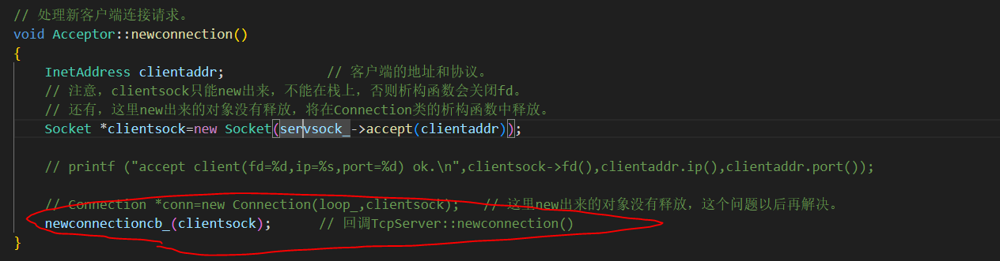 // 处理新客户端连接请求。
void Acceptor::newconnection()
{
InetAddress clientaddr; // 客户端的地址和协议。
// 注意，clientsock只能new出来，不能在栈上，否则析构函数会关闭fd。
// 还有，这里new出来的对象没有释放，将在Connection类的析构函数中释放。
Socket *clientsock=new Socket(servsock_->accept(clientaddr));
// printf ("accept client(fd=%d,ip=%s,port=%d) ok.\n",clientsock->fd(),clientaddr.ip(),clientaddr.port());
// Connection *conn=new Connection(loop_,clientsock); // 这里new出来的对象没有释放，这个问题以后再解决。
newconnectioncb_(clientsock); // 回调TcpServer::newconnection()
}